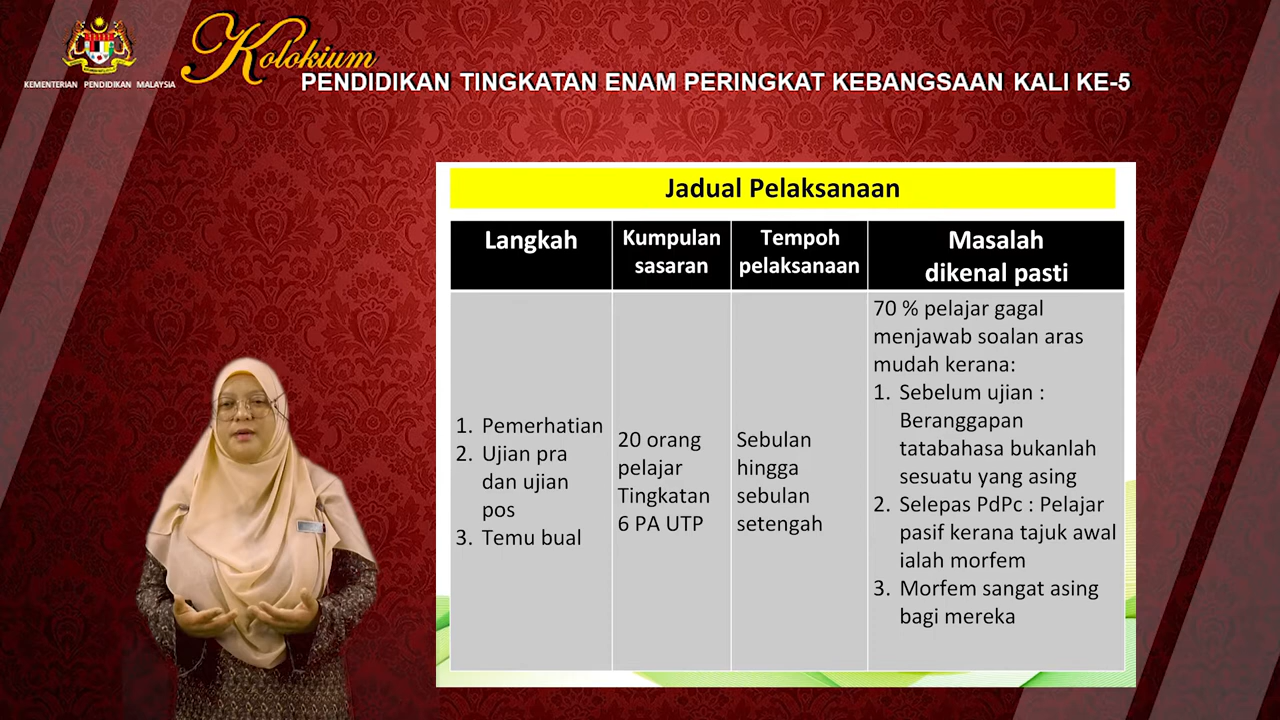 Kolokium
KEMENTERIAN PENDIDIKAN MALAYSIA
PENDIDIKAN TINGKATAN ENAM PERINGKAT KEBANGSAAN KALI KE-5
Jadual Pelaksanaan
Langkah
Kumpulan
sasaran
Tempoh
pelaksanaan
Masalah
dikenal pasti
1. Pemerhatian
2. Ujian pra
dan ujian
pos
3. Temu bual
20 orang
pelajar
Tingkatan
6 PA UTP
Sebulan
hingga
sebulan
setengah
70 % pelajar gagal
menjawab soalan aras
mudah kerana:
1. Sebelum ujian :
Beranggapan
tatabahasa bukanlah
sesuatu yang asing
2. Selepas PdPc : Pelajar
pasif kerana tajuk awal
ialah morfem
3. Morfem sangat asing
bagi mereka